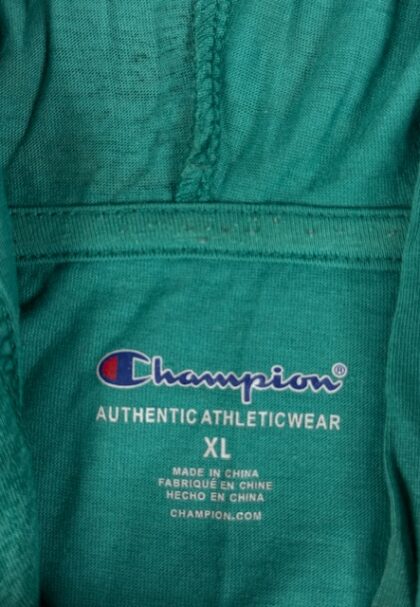 Champion®
AUTHENTIC ATHLETICWEAR
XL
MADE IN CHINA
FABRIQUÉ EN CHINE
HECHO EN CHINA
CHAMPION.COM